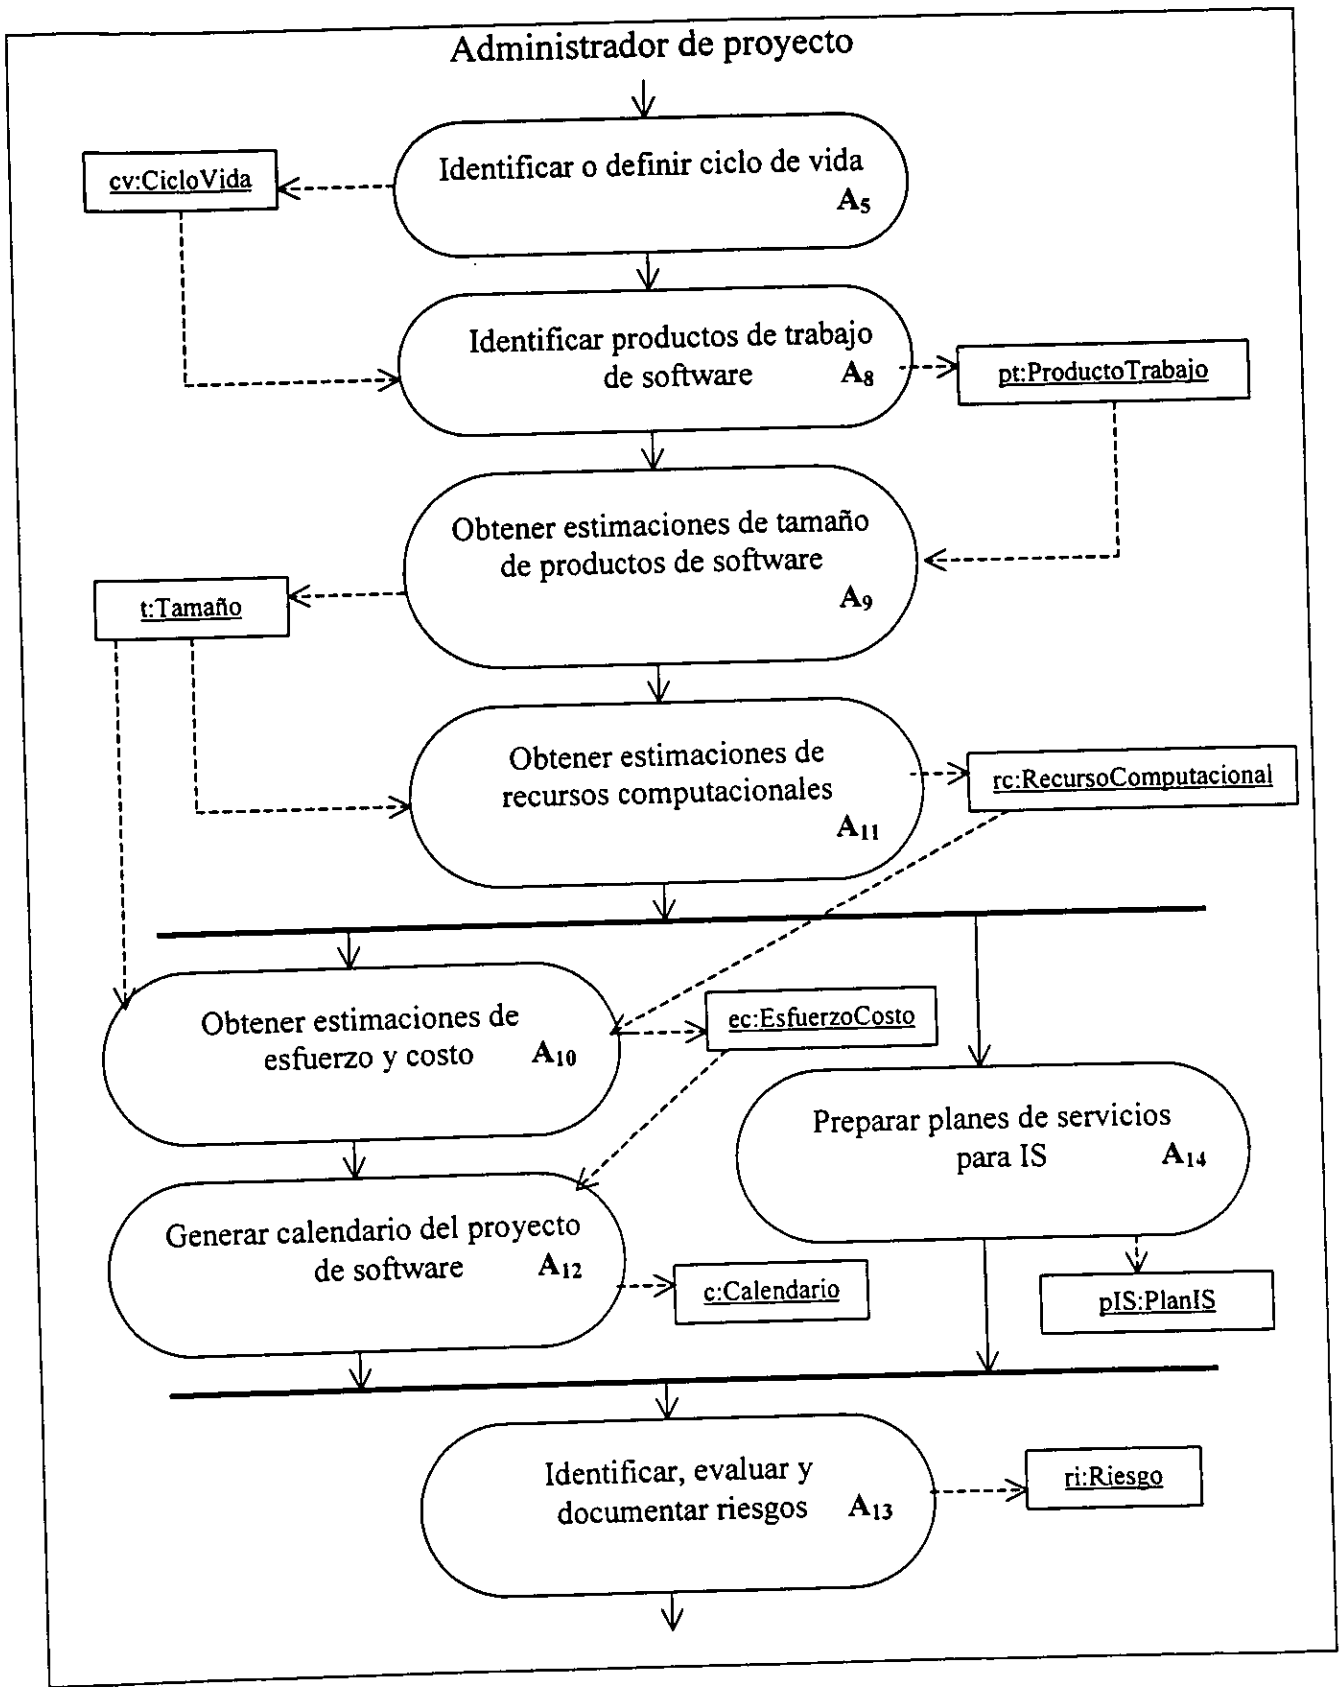 Administrador de proyecto
Identificar o definir ciclo de vida
A5
cv:CicloVida
Identificar productos de trabajo
de software A8
pt:ProductoTrabajo
Obtener estimaciones de tamaño
de productos de software
A9
t:Tamaño
Obtener estimaciones de
recursos computacionales
A11
rc:RecursoComputacional
Obtener estimaciones de
esfuerzo y costo A10
ec:EsfuerzoCosto
Preparar planes de servicios
para IS A14
Generar calendario del proyecto
de software A12
c:Calendario
pIS:PlanIS
Identificar, evaluar y
documentar riesgos A13
ri:Riesgo